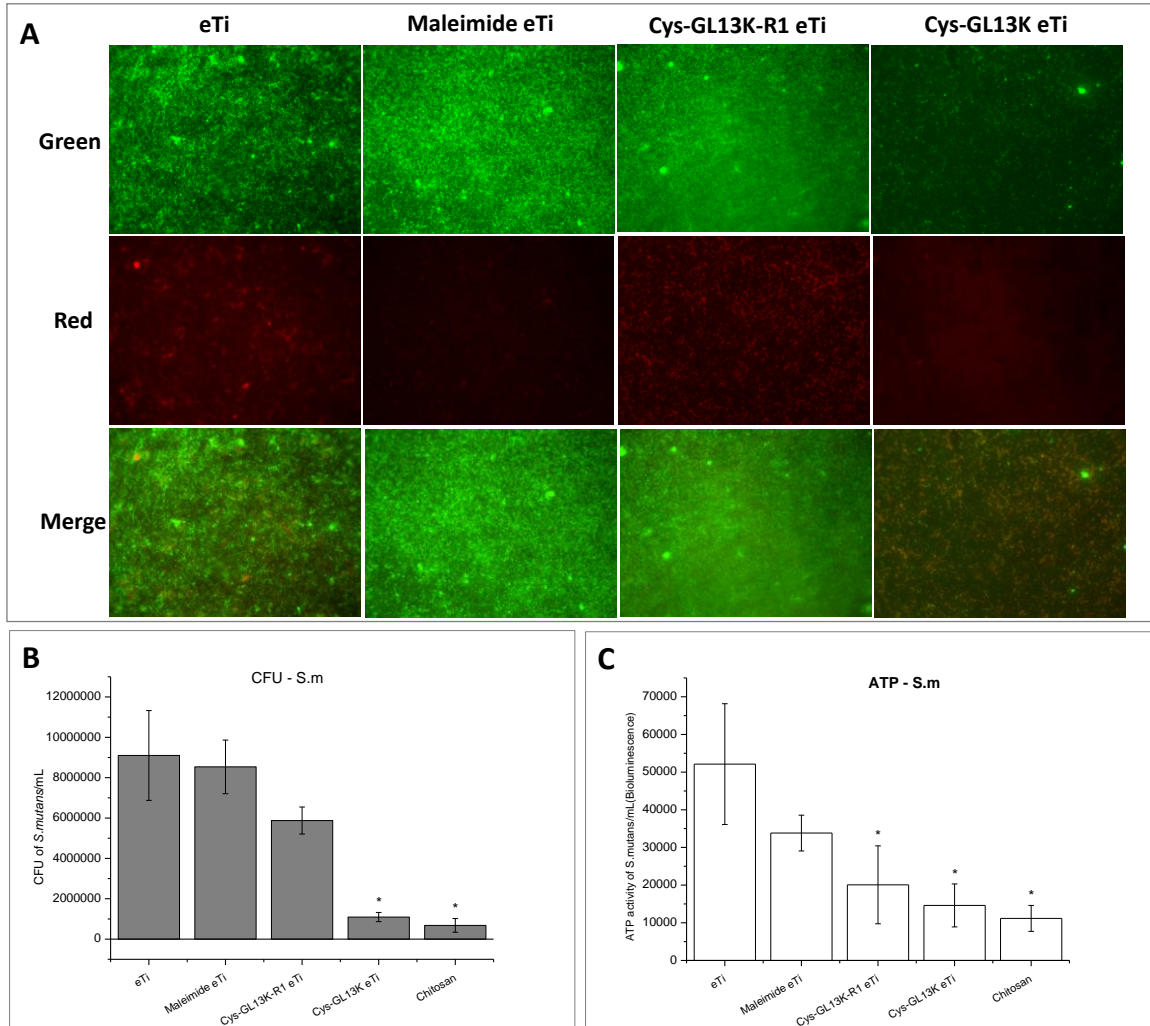 A
eTi
Maleimide eTi
Cys-GL13K-R1 eTi
Cys-GL13K eTi
Green
Red
Merge
B
CFU - S.m
CFU of S.mutans/mL
12000000
10000000
8000000
6000000
4000000
2000000
0
*
*
eTi
Maleimide eTi
Cys-GL13K-R1 eTi
Cys-GL13K eTi
Chitosan
C
ATP - S.m
ATP activity of S.mutans/mL(Bioluminescence)
70000
60000
50000
40000
30000
20000
10000
0
*
*
*
eTi
Maleimide eTi
Cys-GL13K-R1 eTi
Cys-GL13K eTi
Chitosan